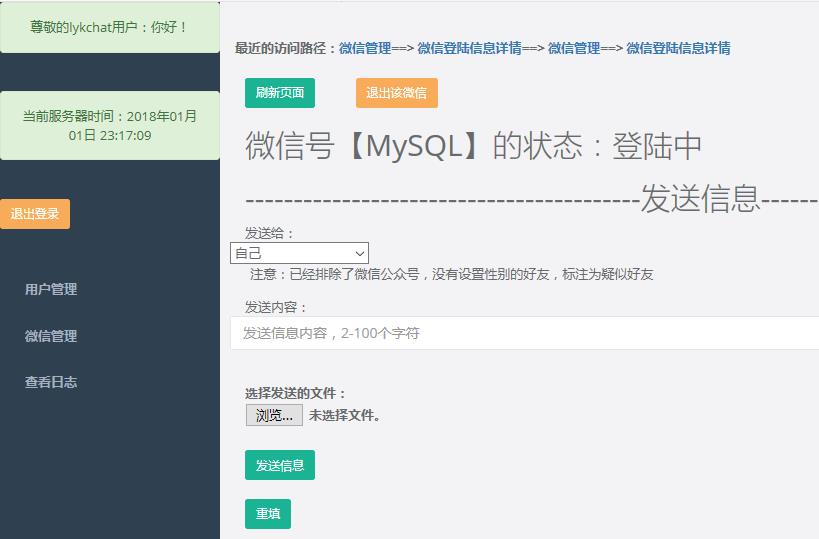 尊敬的lykchat用户：你好！
当前服务器时间：2018年01月
01日 23:17:09
退出登录
用户管理
微信管理
查看日志
最近的访问路径：微信管理==> 微信登陆信息详情==> 微信管理==> 微信登陆信息详情
刷新页面 退出该微信
微信号【MySQL】的状态：登陆中
-----------------------------------------发送信息------
发送给：
自己
注意：已经排除了微信公众号，没有设置性别的好友，标注为疑似好友
发送内容：
发送信息内容，2-100个字符
选择发送的文件：
浏览... 未选择文件。
发送信息
重填